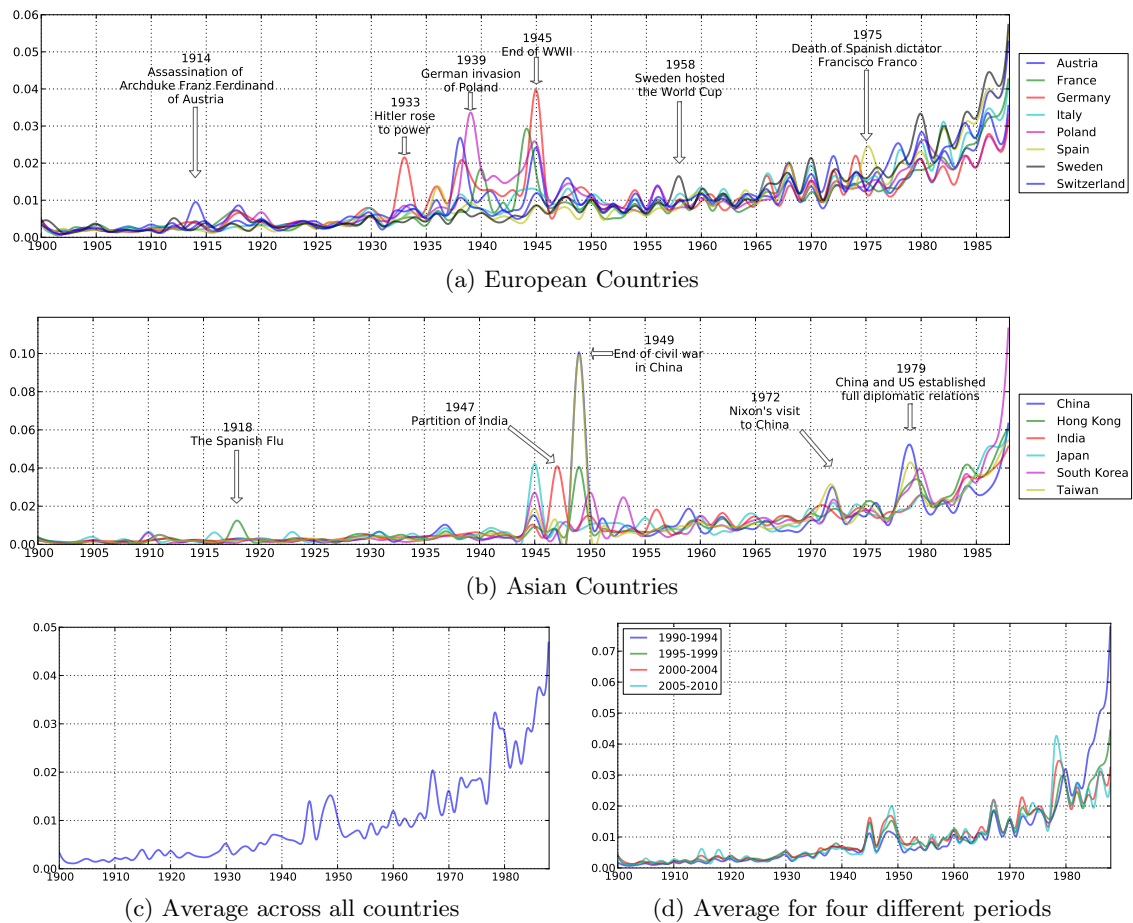 0.06
0.05
0.04
0.03
0.02
0.01
0.00
1900 1905 1910 1915 1920 1925 1930 1935 1940 1945 1950 1955 1960 1965 1970 1975 1980 1985
1914
Assassination of
Archduke Franz Ferdinand
of Austria
1933
Hitler rose
to power
1939
German invasion
of Poland
1945
End of WWII
1958
Sweden hosted
the World Cup
1975
Death of Spanish dictator
Francisco Franco
Austria
France
Germany
Italy
Poland
Spain
Sweden
Switzerland
(a) European Countries
0.10
0.08
0.06
0.04
0.02
0.00
1900 1905 1910 1915 1920 1925 1930 1935 1940 1945 1950 1955 1960 1965 1970 1975 1980 1985
1918
The Spanish Flu
1947
Partition of India
1949
End of civil war
in China
1972
Nixon's visit
to China
1979
China and US established
full diplomatic relations
China
Hong Kong
India
Japan
South Korea
Taiwan
(b) Asian Countries
0.05
0.04
0.03
0.02
0.01
0.00
1900 1910 1920 1930 1940 1950 1960 1970 1980
(c) Average across all countries
0.07
0.06
0.05
0.04
0.03
0.02
0.01
0.00
1900 1910 1920 1930 1940 1950 1960 1970 1980
1990-1994
1995-1999
2000-2004
2005-2010
(d) Average for four different periods